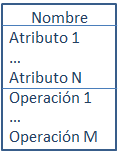 Nombre
Atributo 1
...
Atributo N
Operación 1
...
Operación M